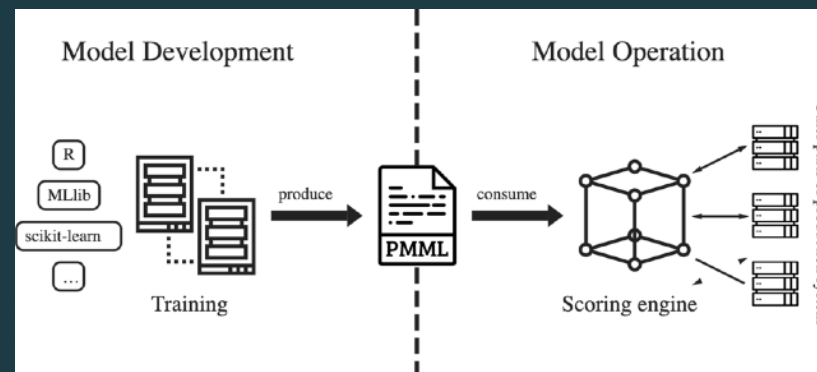 Model Development
Model Operation
R
MLlib
scikit-learn
...
Training
produce
PMML
consume
Scoring engine